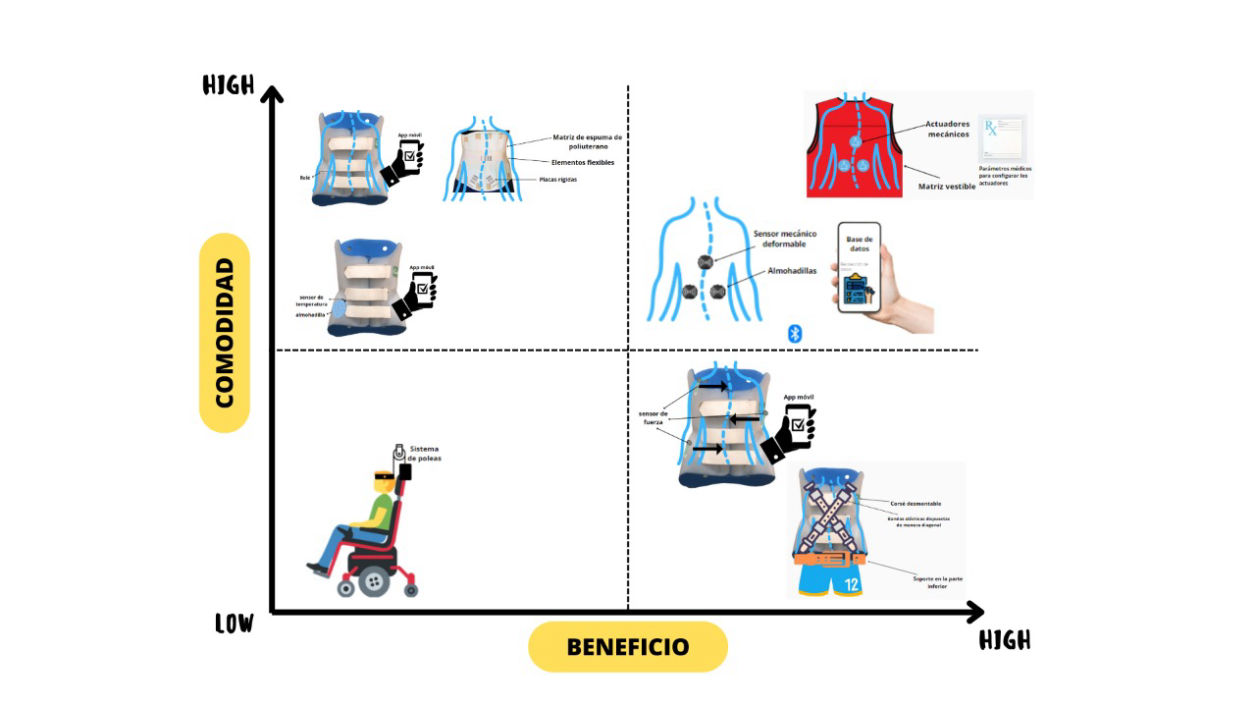 HIGH
App móvil
Relé
Matriz de espuma de
poliuterano
Elementos flexibles
Placas rígidas
Actuadores
mecánicos
Matriz vestible
Rx
Parámetros médicos
para configurar los
actuadores
Sensor mecánico
deformable
Almohadillas
Base de
datos
App móvil
sensor de
temperatura
almohadilla
COMODIDAD
sensor de
fuerza
App móvil
Sistema
de poleas
Corsé desmontable
Bandas elásticas dispuestas
de manera diagonal
Soporte en la parte
inferior
12
LOW
BENEFICIO
HIGH